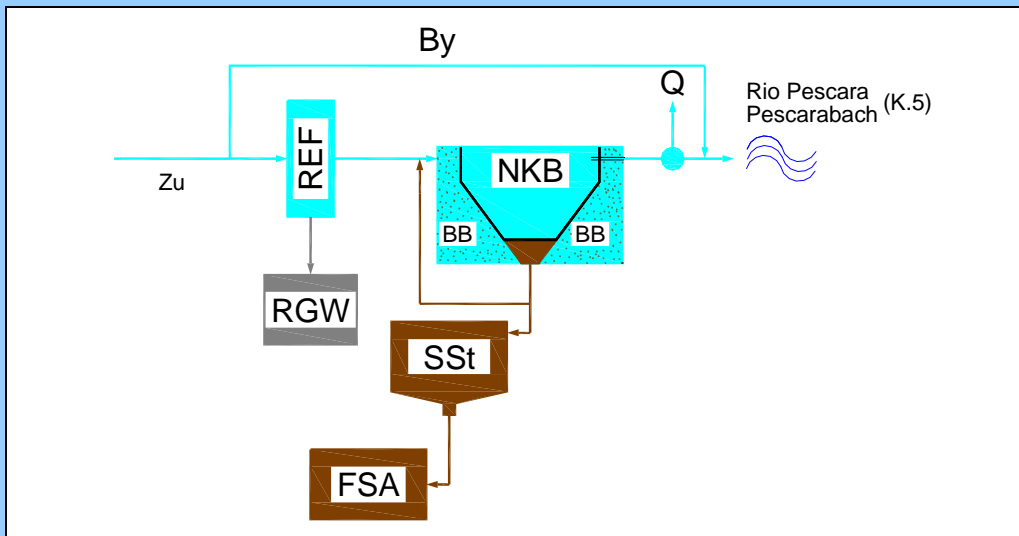 By
Q
Rio Pescara
Pescarabach (K.5)
Zu
REF
NKB
BB
BB
RGW
SSt
FSA